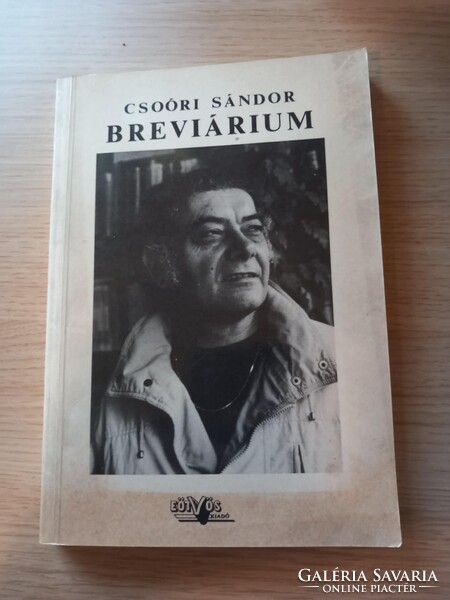 CSOÓRI SÁNDOR
BREVIÁRIUM
EÖTVÖS
KIADÓ
GALÉRIA SAVARIA
ONLINE PIACTÉR